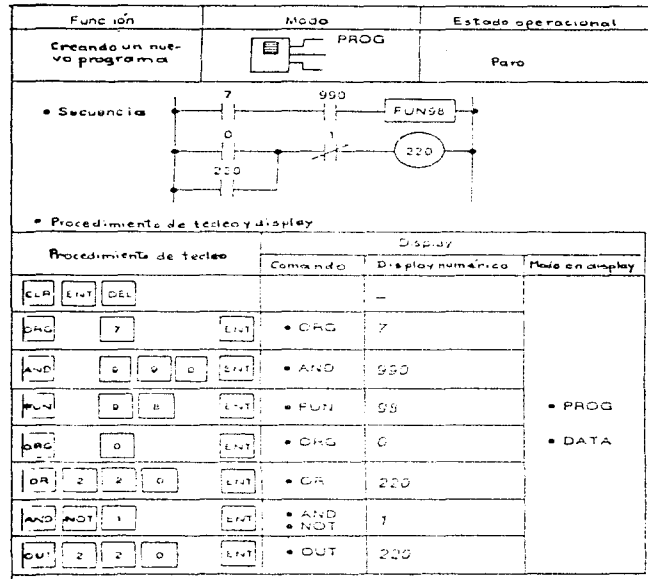 Función Modo Estado operacional
Creando un nue-
vo programa
PROG
Paro
• Secuencia
7 990 FUN98
0 1 220
220
• Procedimiento de tecleo y display
Procedimiento de tecleo Display
Comando Display numérico Modo en display
CLR ENT DEL _
ORG 7 ENT • ORG 7
AND 9 9 0 ENT • AND 990
FUN 9 8 ENT • FUN 98
• PROG
ORG 0 ENT • ORG 0
• DATA
OR 2 2 0 ENT • OR 220
AND NOT 1 ENT • AND
• NOT 1
OUT 2 2 0 ENT • OUT 220